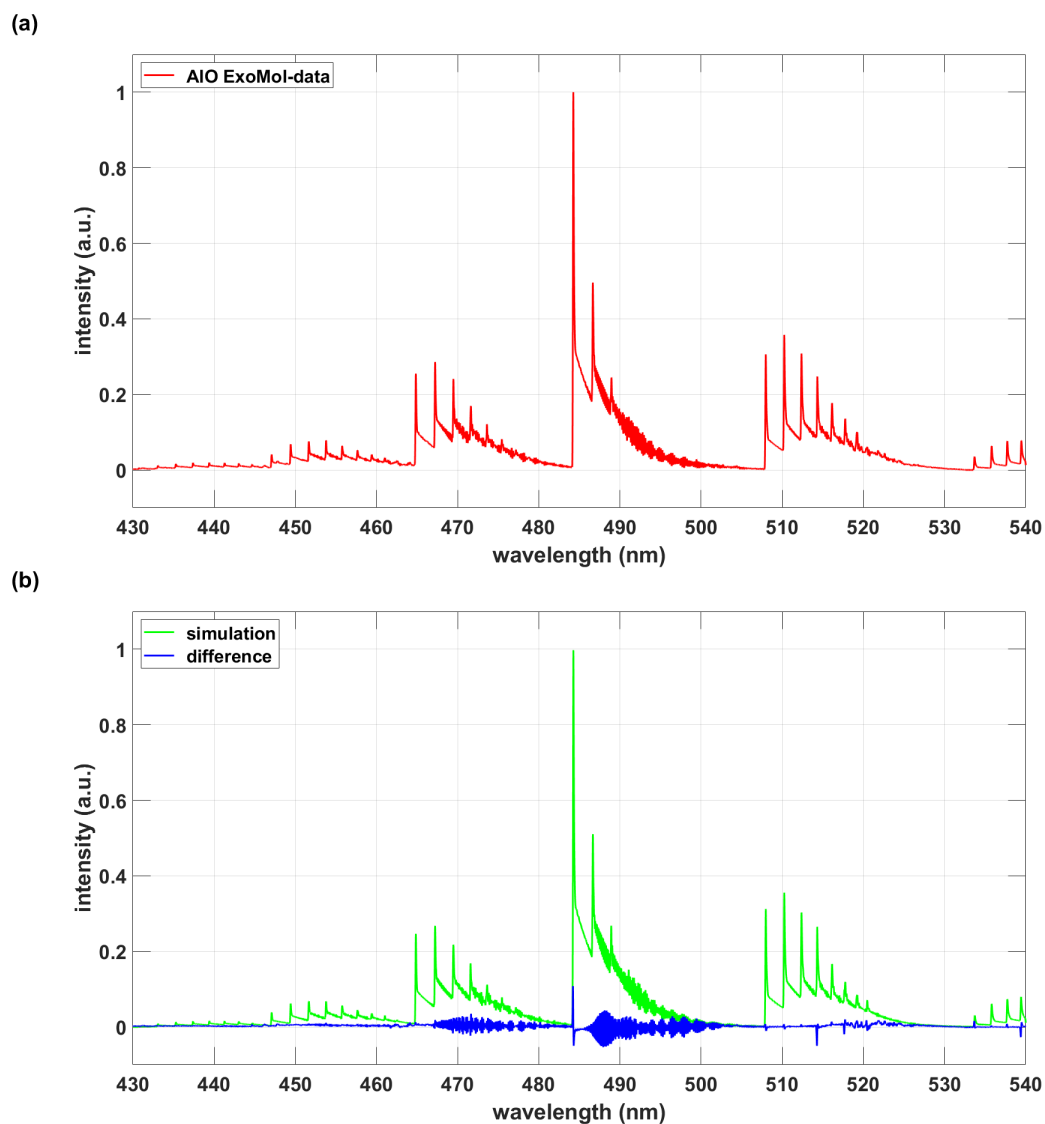 (a)
AlO ExoMol-data
1
0.8
0.6
0.4
0.2
0
intensity (a.u.)
430 440 450 460 470 480 490 500 510 520 530 540
wavelength (nm)
(b)
simulation
difference
1
0.8
0.6
0.4
0.2
0
intensity (a.u.)
430 440 450 460 470 480 490 500 510 520 530 540
wavelength (nm)